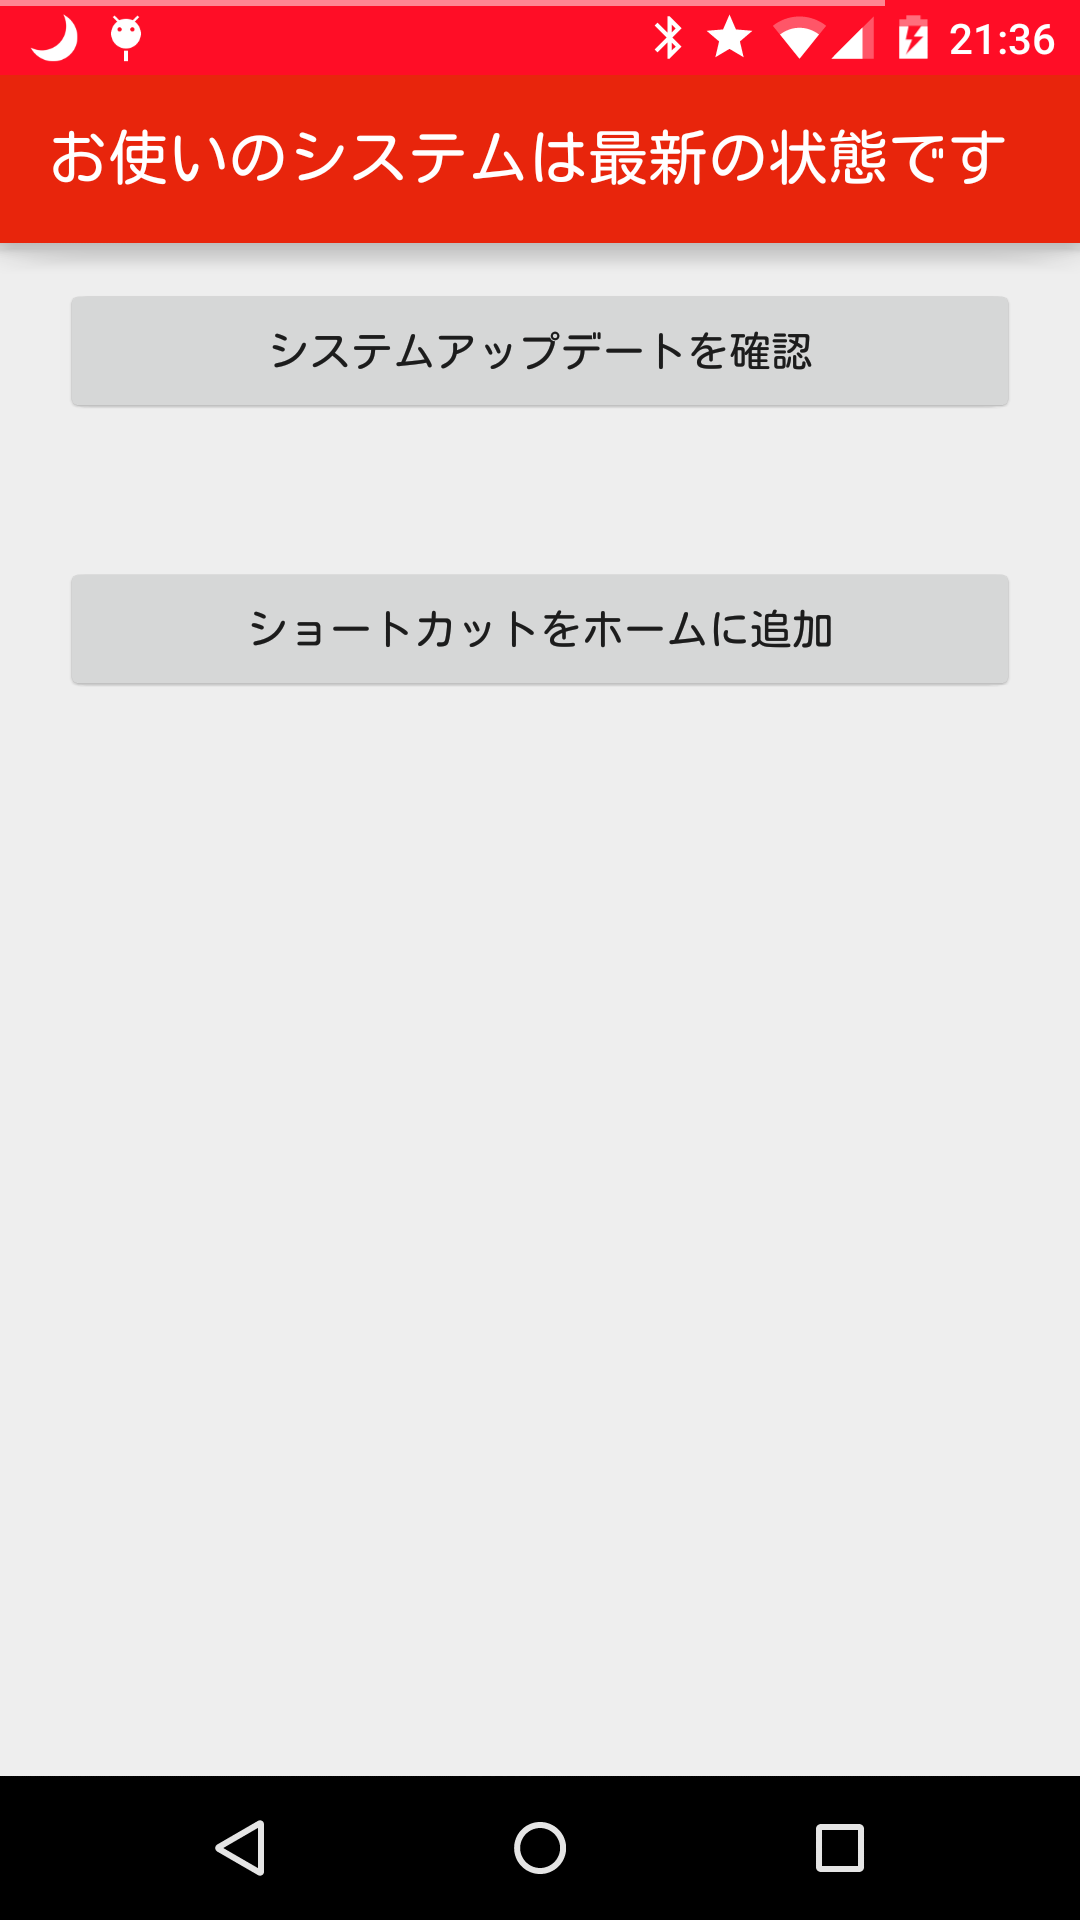 21:36
お使いのシステムは最新の状態です
システムアップデートを確認
ショートカットをホームに追加